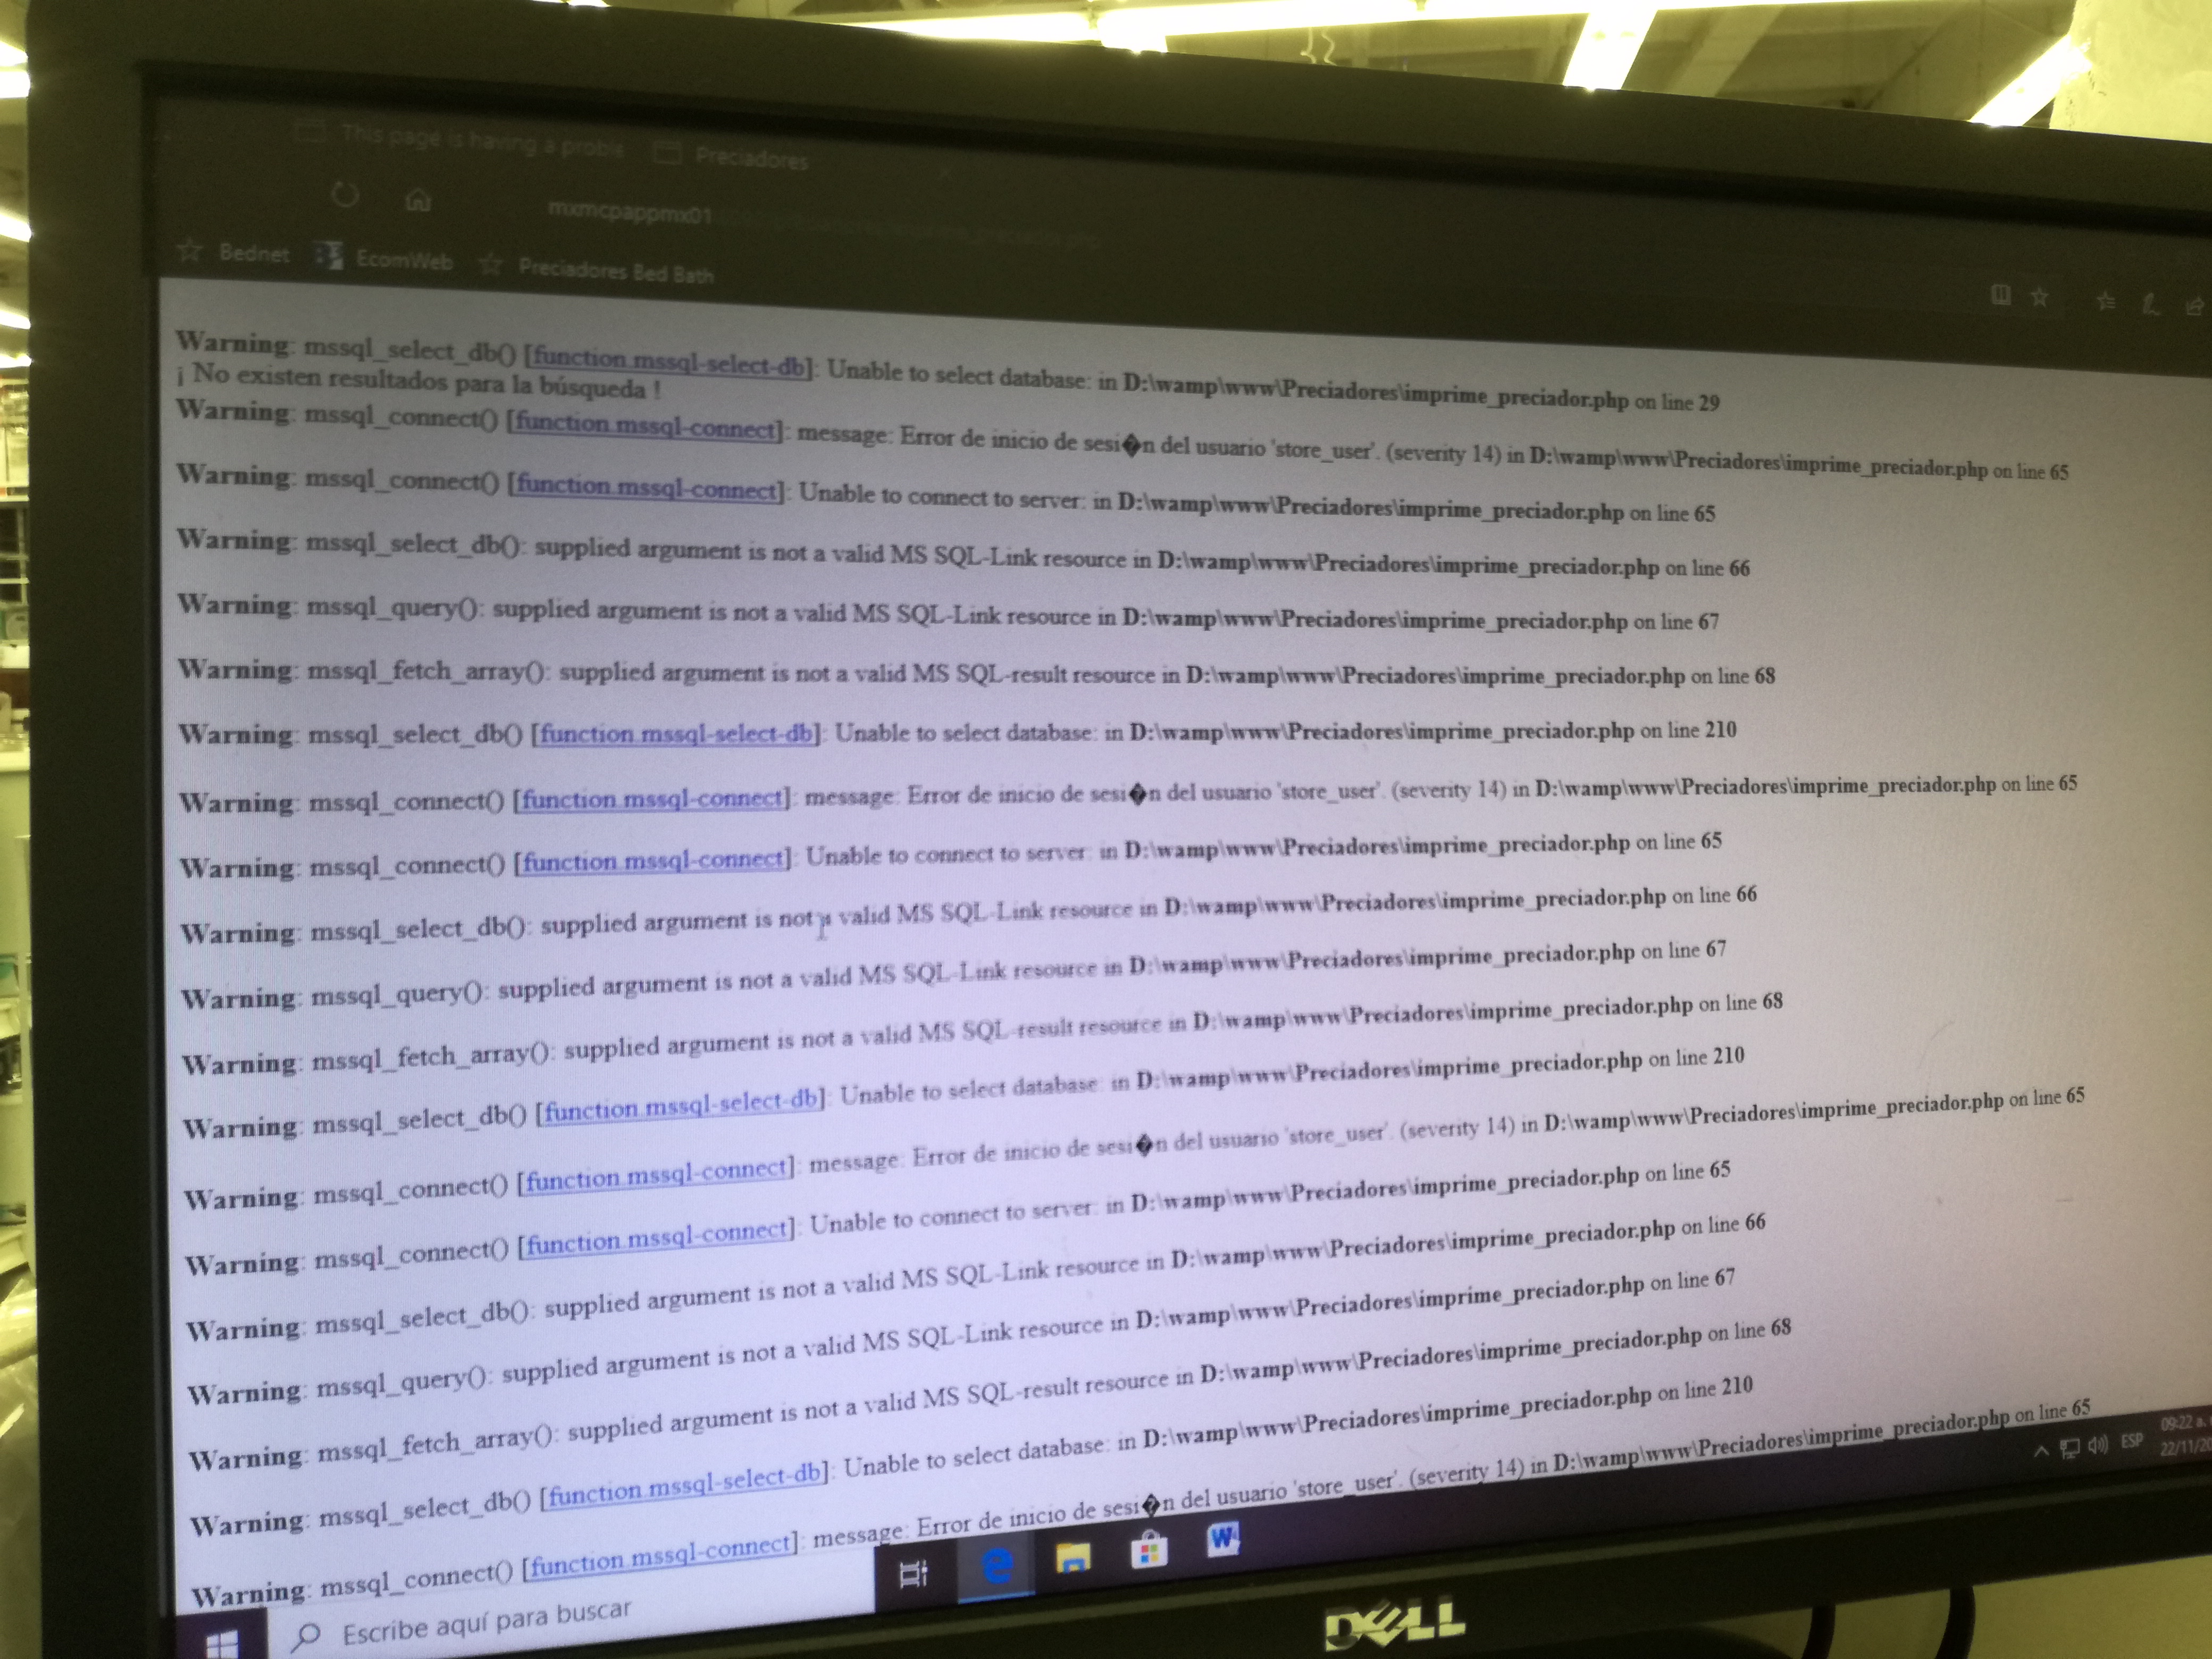 This page is having a proble Preciadores
mxmcpappmx01
Bednet EcomWeb Preciadores Bed Bath
Warning: mssql_select_db() [function.mssql-select-db]: Unable to select database: in D:\wamp\www\Preciadores\imprime_preciador.php on line 29
¡ No existen resultados para la búsqueda !
Warning: mssql_connect() [function.mssql-connect]: message: Error de inicio de sesi�n del usuario 'store_user'. (severity 14) in D:\wamp\www\Preciadores\imprime_preciador.php on line 65
Warning: mssql_connect() [function.mssql-connect]: Unable to connect to server: in D:\wamp\www\Preciadores\imprime_preciador.php on line 65
Warning: mssql_select_db(): supplied argument is not a valid MS SQL-Link resource in D:\wamp\www\Preciadores\imprime_preciador.php on line 66
Warning: mssql_query(): supplied argument is not a valid MS SQL-Link resource in D:\wamp\www\Preciadores\imprime_preciador.php on line 67
Warning: mssql_fetch_array(): supplied argument is not a valid MS SQL-result resource in D:\wamp\www\Preciadores\imprime_preciador.php on line 68
Warning: mssql_select_db() [function.mssql-select-db]: Unable to select database: in D:\wamp\www\Preciadores\imprime_preciador.php on line 210
Warning: mssql_connect() [function.mssql-connect]: message: Error de inicio de sesi�n del usuario 'store_user'. (severity 14) in D:\wamp\www\Preciadores\imprime_preciador.php on line 65
Warning: mssql_connect() [function.mssql-connect]: Unable to connect to server: in D:\wamp\www\Preciadores\imprime_preciador.php on line 65
Warning: mssql_select_db(): supplied argument is not a valid MS SQL-Link resource in D:\wamp\www\Preciadores\imprime_preciador.php on line 66
Warning: mssql_query(): supplied argument is not a valid MS SQL-Link resource in D:\wamp\www\Preciadores\imprime_preciador.php on line 67
Warning: mssql_fetch_array(): supplied argument is not a valid MS SQL-result resource in D:\wamp\www\Preciadores\imprime_preciador.php on line 68
Warning: mssql_select_db() [function.mssql-select-db]: Unable to select database: in D:\wamp\www\Preciadores\imprime_preciador.php on line 210
Warning: mssql_connect() [function.mssql-connect]: message: Error de inicio de sesi�n del usuario 'store_user'. (severity 14) in D:\wamp\www\Preciadores\imprime_preciador.php on line 65
Warning: mssql_connect() [function.mssql-connect]: Unable to connect to server: in D:\wamp\www\Preciadores\imprime_preciador.php on line 65
Warning: mssql_select_db(): supplied argument is not a valid MS SQL-Link resource in D:\wamp\www\Preciadores\imprime_preciador.php on line 66
Warning: mssql_query(): supplied argument is not a valid MS SQL-Link resource in D:\wamp\www\Preciadores\imprime_preciador.php on line 67
Warning: mssql_fetch_array(): supplied argument is not a valid MS SQL-result resource in D:\wamp\www\Preciadores\imprime_preciador.php on line 68
Warning: mssql_select_db() [function.mssql-select-db]: Unable to select database: in D:\wamp\www\Preciadores\imprime_preciador.php on line 210
Warning: mssql_connect() [function.mssql-connect]: message: Error de inicio de sesi�n del usuario 'store_user'. (severity 14) in D:\wamp\www\Preciadores\imprime_preciador.php on line 65
Escribe aquí para buscar
ESP
09:22 a.
22/11/20
DELL